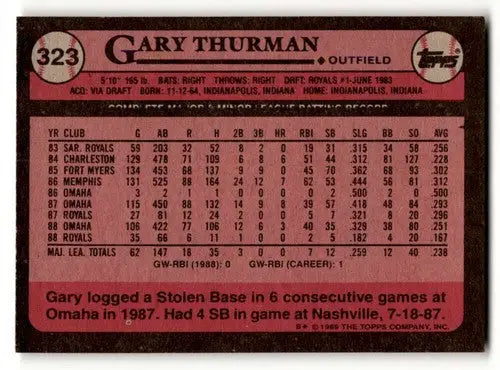 323
GARY THURMAN
OUTFIELD
Topps
5'10" 165 lb. BATS: RIGHT THROWS: RIGHT DRFT: ROYALS #1-JUNE 1983
ACQ: VIA DRAFT BORN: 11-12-64, INDIANAPOLIS, INDIANA HOME: INDIANAPOLIS, INDIANA
COMPLETE MAJOR & MINOR LEAGUE BATTING RECORD
YR CLUB G AB R H 2B 3B HR RBI SB SLG BB SO AVG
83 SAR. ROYALS 59 203 32 52 8 2 0 19 31 .315 34 58 .256
84 CHARLESTON 129 478 71 109 6 8 6 51 44 .312 81 127 .228
85 FORT MYERS 134 453 68 137 9 9 0 45 70 .362 68 93 .302
86 MEMPHIS 131 525 88 164 24 12 7 62 53 .444 56 81 .312
86 OMAHA 3 2 1 1 0 0 0 0 0 .500 2 0 .500
87 OMAHA 115 450 88 132 14 9 8 39 58 .418 48 84 .293
87 ROYALS 27 81 12 24 2 0 0 5 7 .321 8 20 .296
88 OMAHA 106 422 77 106 12 3 40 35 .380 38 80 .251
88 ROYALS 35 66 6 11 1 0 0 2 5 .182 4 20 .167
MAJ. LEA. TOTALS 62 147 18 35 3 0 0 7 12 .259 12 40 .238
GW-RBI (1988): 0 GW-RBI (CAREER): 1
Gary logged a Stolen Base in 6 consecutive games at
Omaha in 1987. Had 4 SB in game at Nashville, 7-18-87.
B* © 1989 THE TOPPS COMPANY, INC.